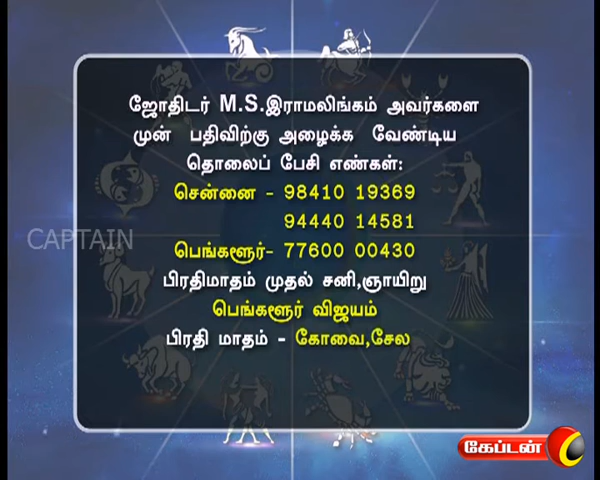 ஜோதிடர் M.S.இராமலிங்கம் அவர்களை
முன் பதிவிற்கு அழைக்க வேண்டிய
தொலைப் பேசி எண்கள்:
சென்னை - 98410 19369
94440 14581
பெங்களூர்- 77600 00430
பிரதிமாதம் முதல் சனி,ஞாயிறு
பெங்களூர் விஜயம்
பிரதி மாதம் - கோவை,சேல
CAPTAIN
கேப்டன்